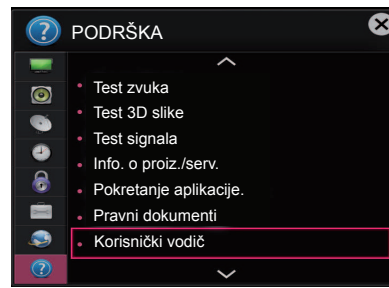 PODRŠKA
Test zvuka
Test 3D slike
Test signala
Info. o proiz./serv.
Pokretanje aplikacije.
Pravni dokumenti
Korisnički vodič